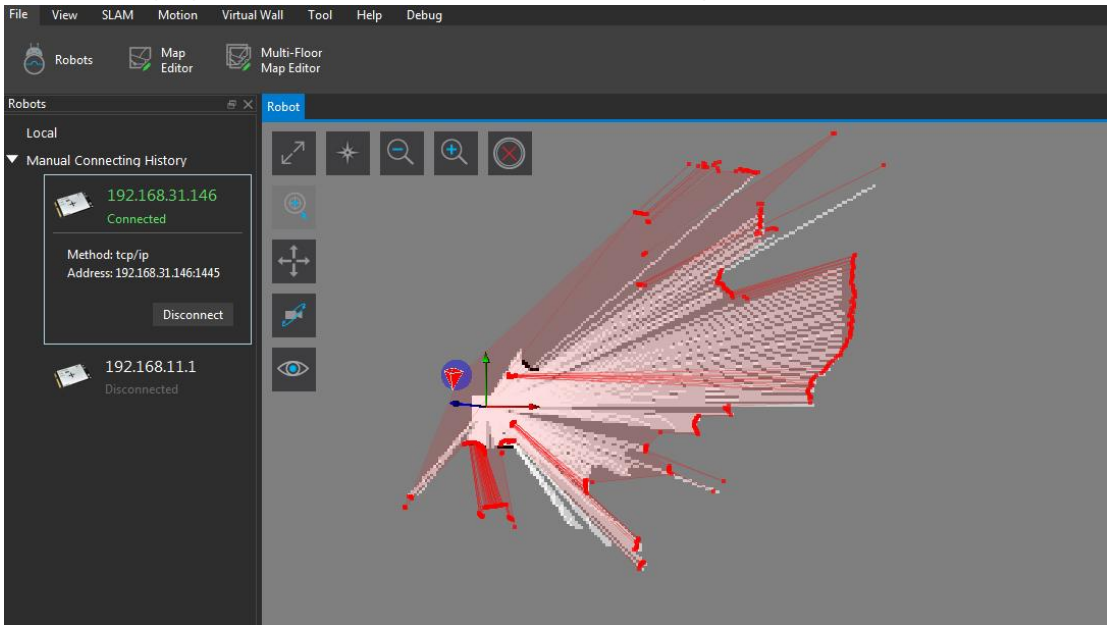 File View SLAM Motion Virtual Wall Tool Help Debug
Robots
Map
Editor
Multi-Floor
Map Editor
Robots
Robot
Local
Manual Connecting History
192.168.31.146
Connected
Method: tcp/ip
Address: 192.168.31.146:1445
Disconnect
192.168.11.1
Disconnected